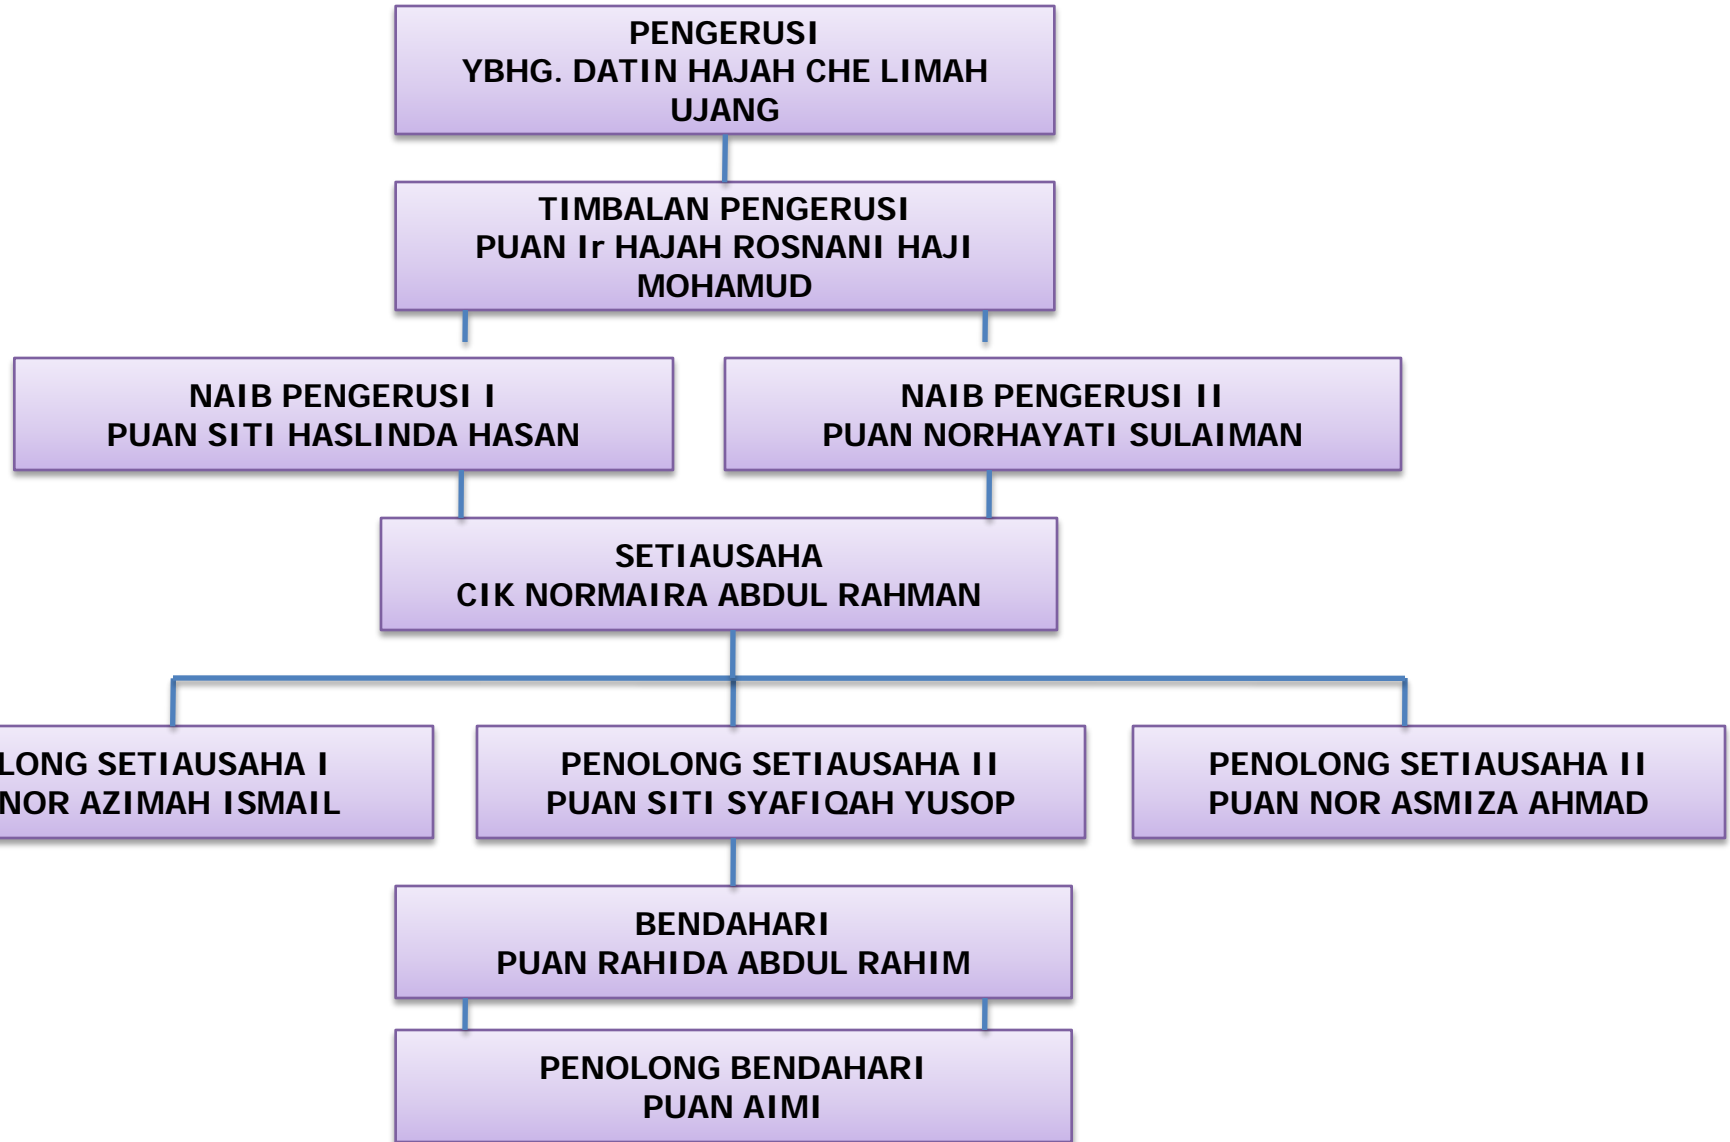 PENGERUSI
YBHG. DATIN HAJAH CHE LIMAH
UJANG
TIMBALAN PENGERUSI
PUAN Ir HAJAH ROSNANI HAJI
MOHAMUD
NAIB PENGERUSI I
PUAN SITI HASLINDA HASAN
NAIB PENGERUSI II
PUAN NORHAYATI SULAIMAN
SETIAUSAHA
CIK NORMAIRA ABDUL RAHMAN
LONG SETIAUSAHA I
NOR AZIMAH ISMAIL
PENOLONG SETIAUSAHA II
PUAN SITI SYAFIQAH YUSOP
PENOLONG SETIAUSAHA II
PUAN NOR ASMIZA AHMAD
BENDAHARI
PUAN RAHIDA ABDUL RAHIM
PENOLONG BENDAHARI
PUAN AIMI